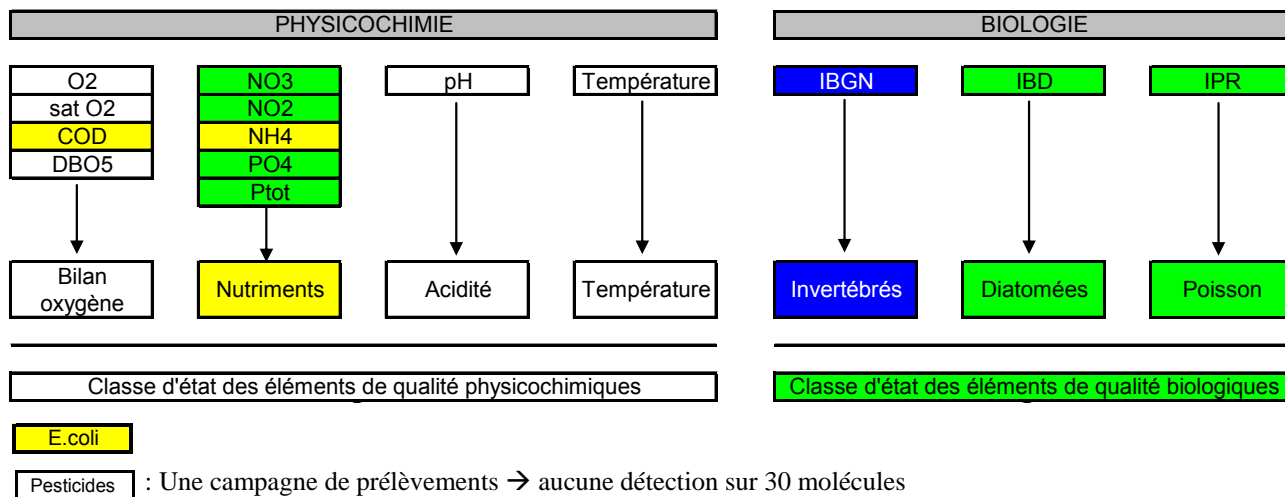 PHYSICOCHIMIE
BIOLOGIE
O2
NO3
pH
Température
IBGN
IBD
IPR
sat O2
NO2
COD
NH4
DBO5
PO4
Ptot
Bilan
oxygène
Nutriments
Acidité
Température
Invertébrés
Diatomées
Poisson
Classe d'état des éléments de qualité physicochimiques
Classe d'état des éléments de qualité biologiques
E.coli
Pesticides : Une campagne de prélèvements → aucune détection sur 30 molécules